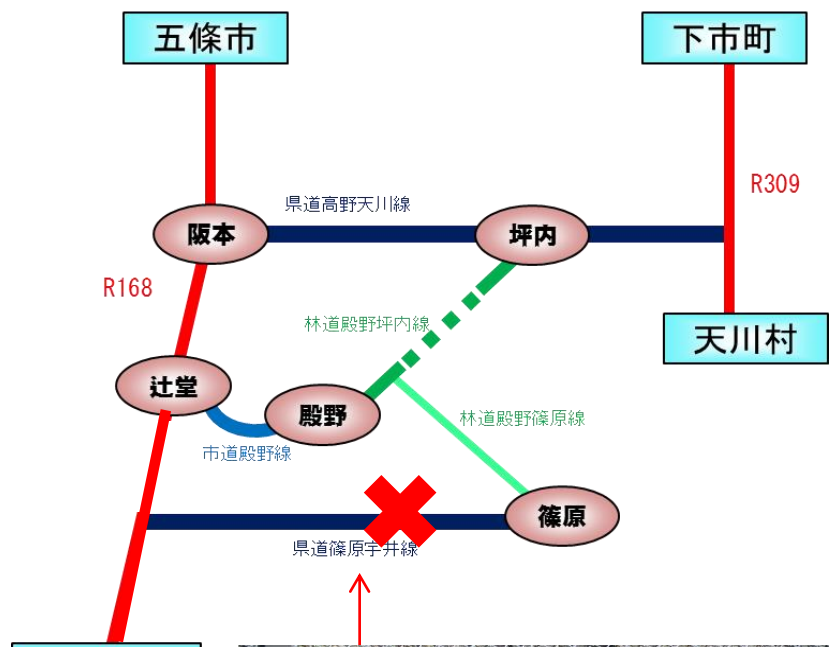 五條市
下市町
R309
県道高野天川線
阪本
坪内
R168
林道殿野坪内線
天川村
辻堂
殿野
林道殿野篠原線
市道殿野線
篠原
県道篠原宇井線